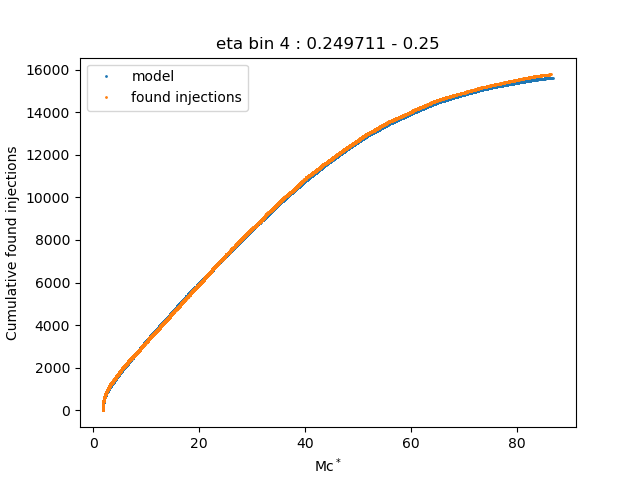 eta bin 4 : 0.249711 - 0.25
model
found injections
Cumulative found injections
16000
14000
12000
10000
8000
6000
4000
2000
0
0 20 40 60 80
Mc*